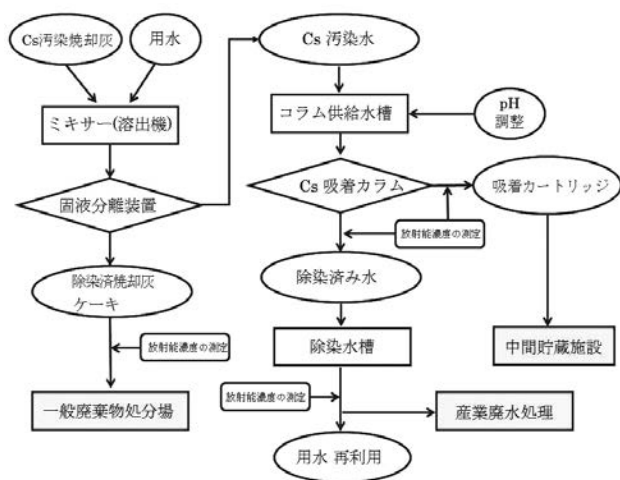 Cs汚染焼却灰
用水
ミキサー(溶出機)
固液分離装置
除染済焼却灰
ケーキ
放射能濃度の測定
一般廃棄物処分場
Cs 汚染水
コラム供給水槽
pH
調整
Cs 吸着カラム
吸着カートリッジ
放射能濃度の測定
除染済み水
除染水槽
中間貯蔵施設
放射能濃度の測定
産業廃水処理
用水 再利用